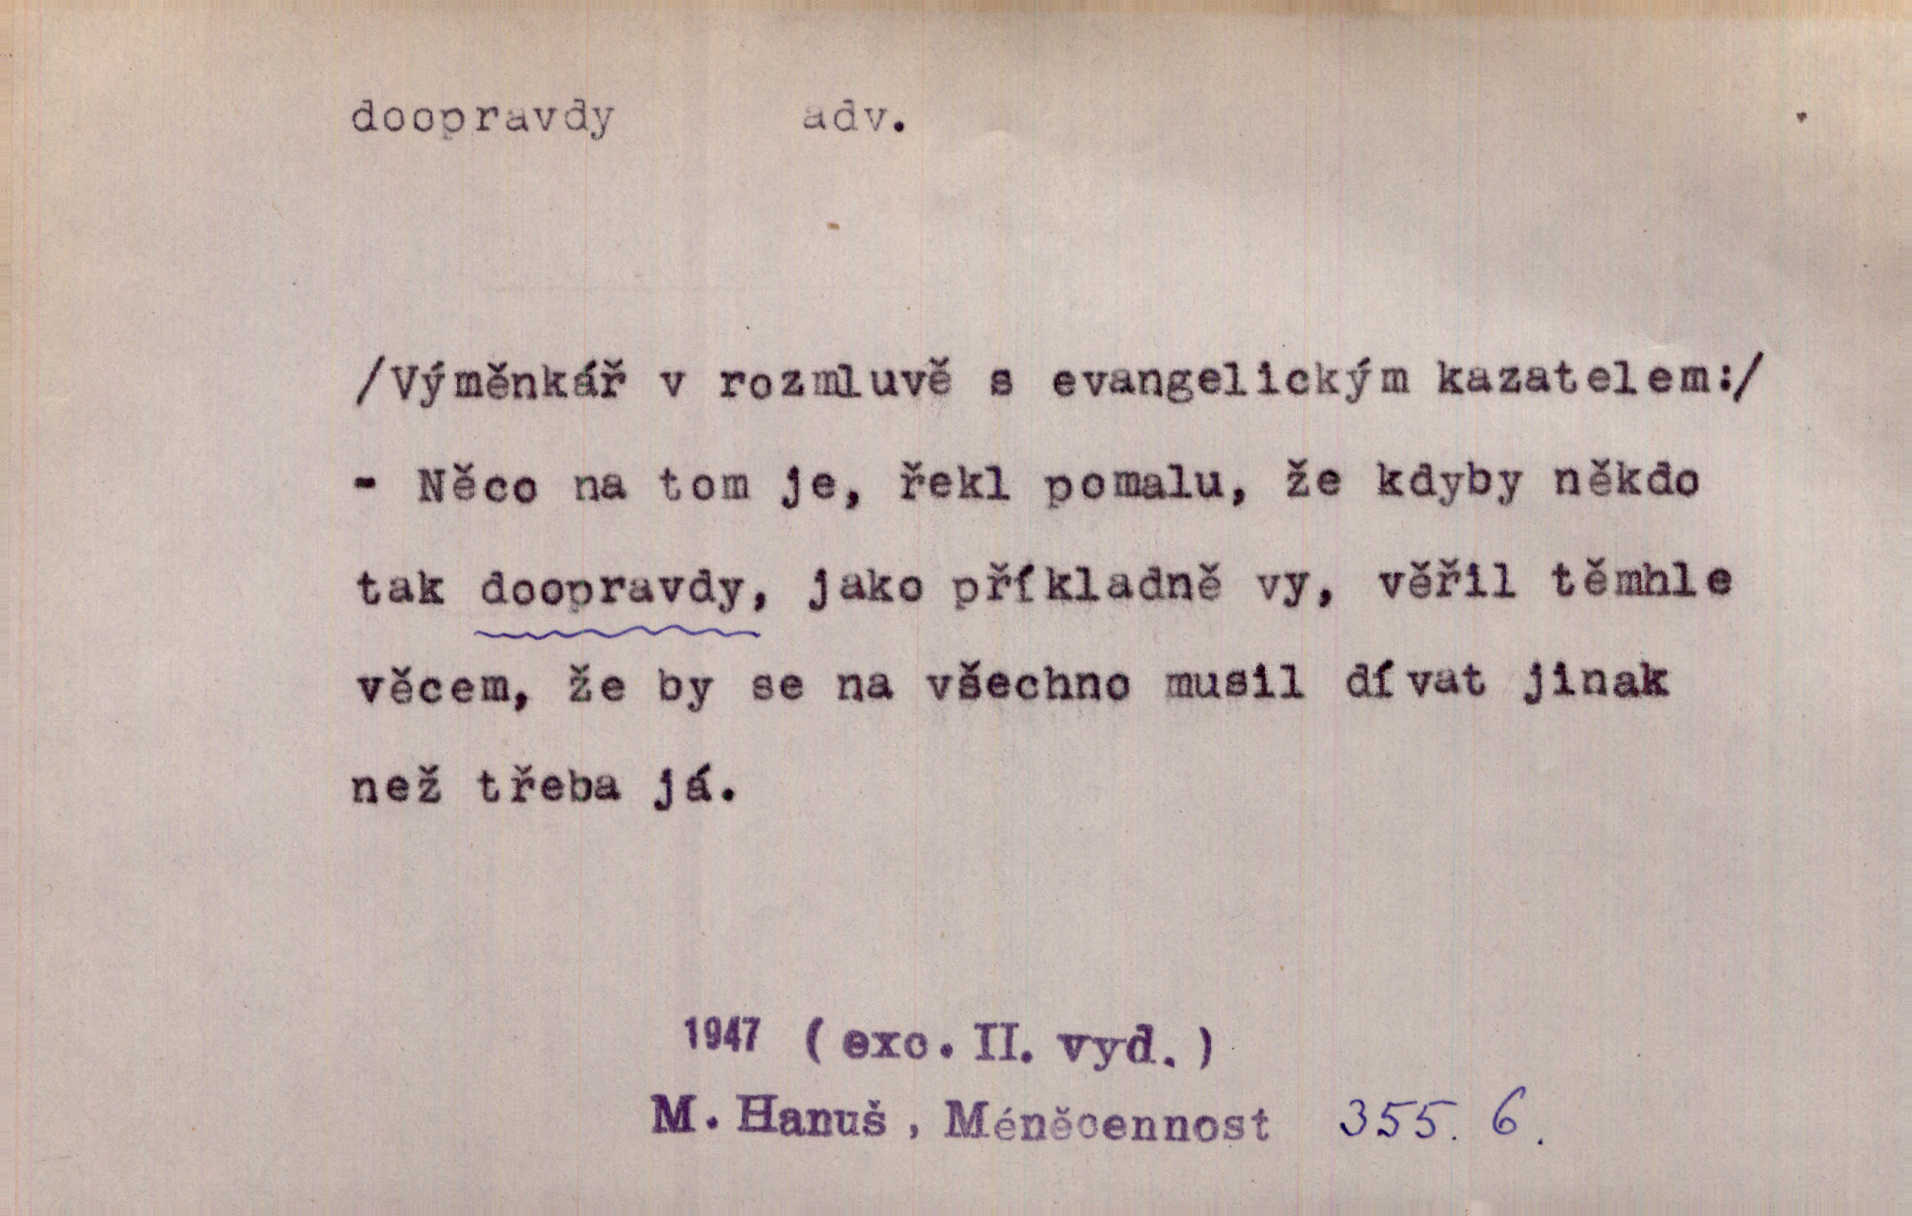 doopravdy adv.
/Výměnkář v rozmluvě s evangelickým kazatelem:/
- Něco na tom je, řekl pomalu, že kdyby někdo
tak doopravdy, jako příkladně vy, věřil těmhle
věcem, že by se na všechno musil dívat jinak
než třeba já.
1947 (exc. II. vyd.)
M. Hanuš, Méněcennost 355. 6.